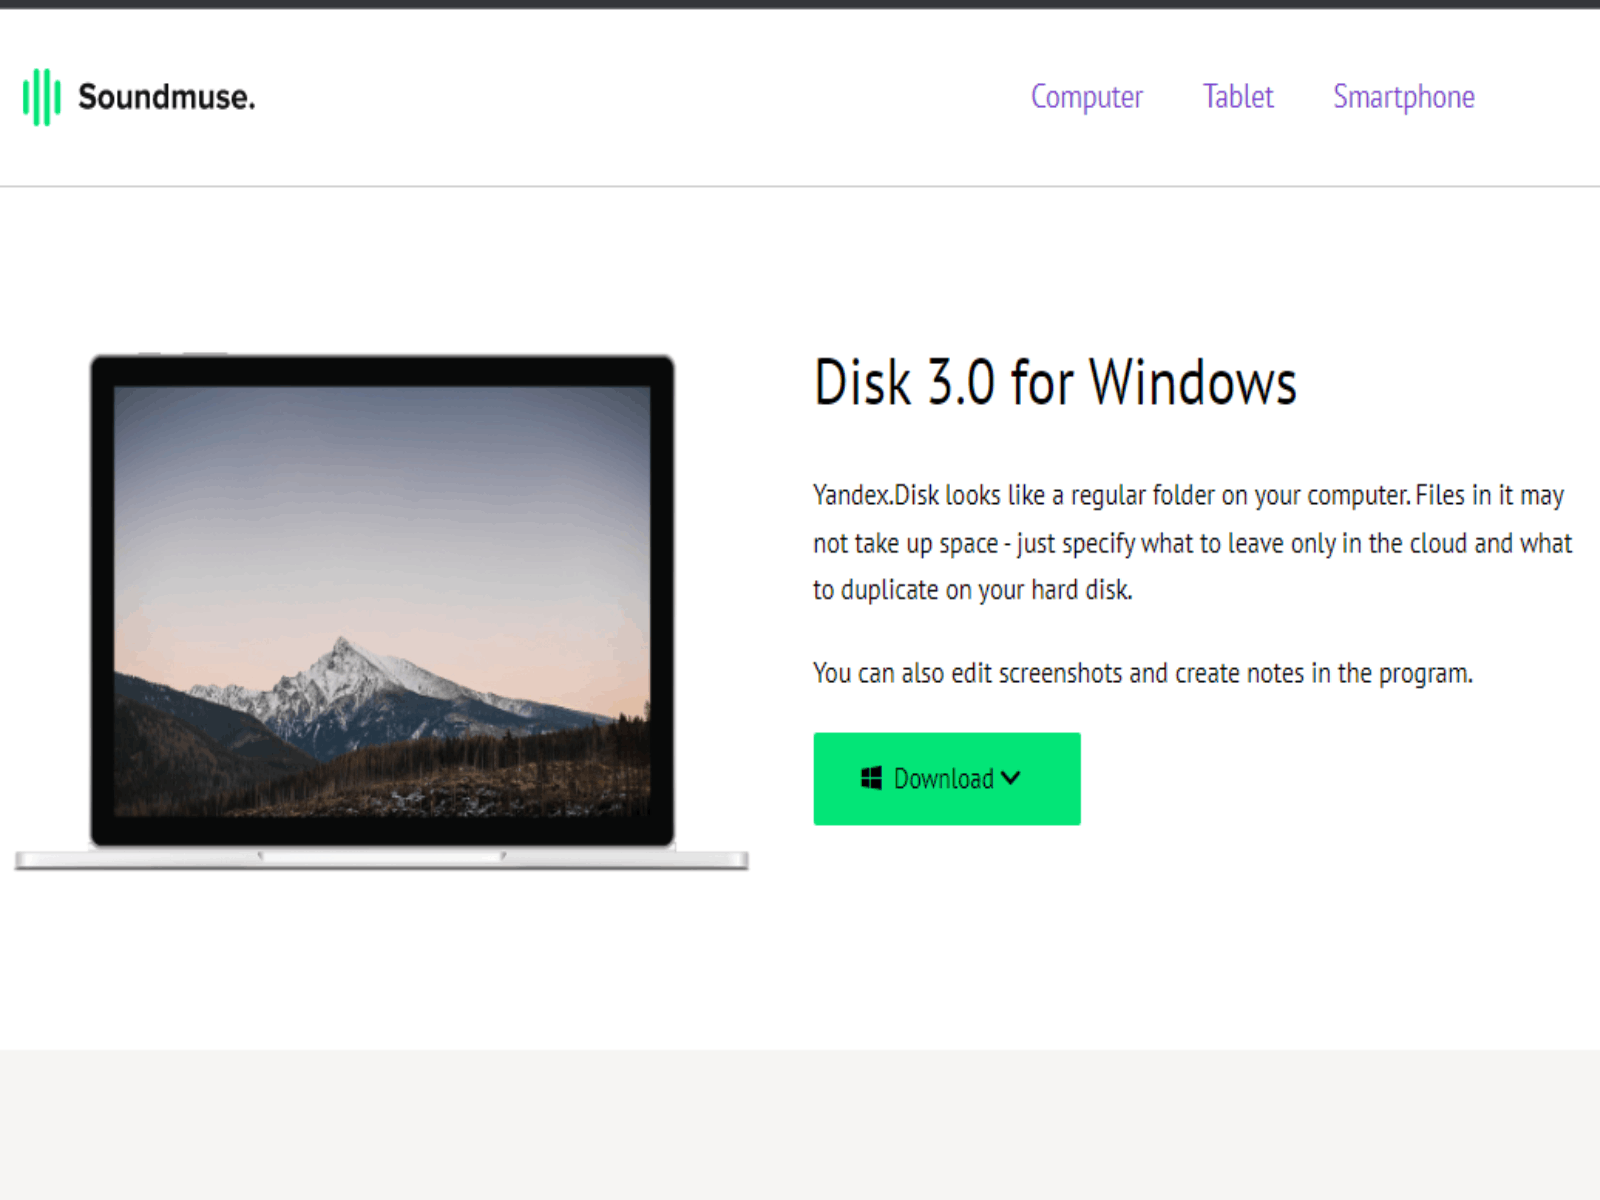 Soundmuse.
Computer
Tablet
Smartphone
Disk 3.0 for Windows
Yandex.Disk looks like a regular folder on your computer. Files in it may
not take up space - just specify what to leave only in the cloud and what
to duplicate on your hard disk.
You can also edit screenshots and create notes in the program.
Download